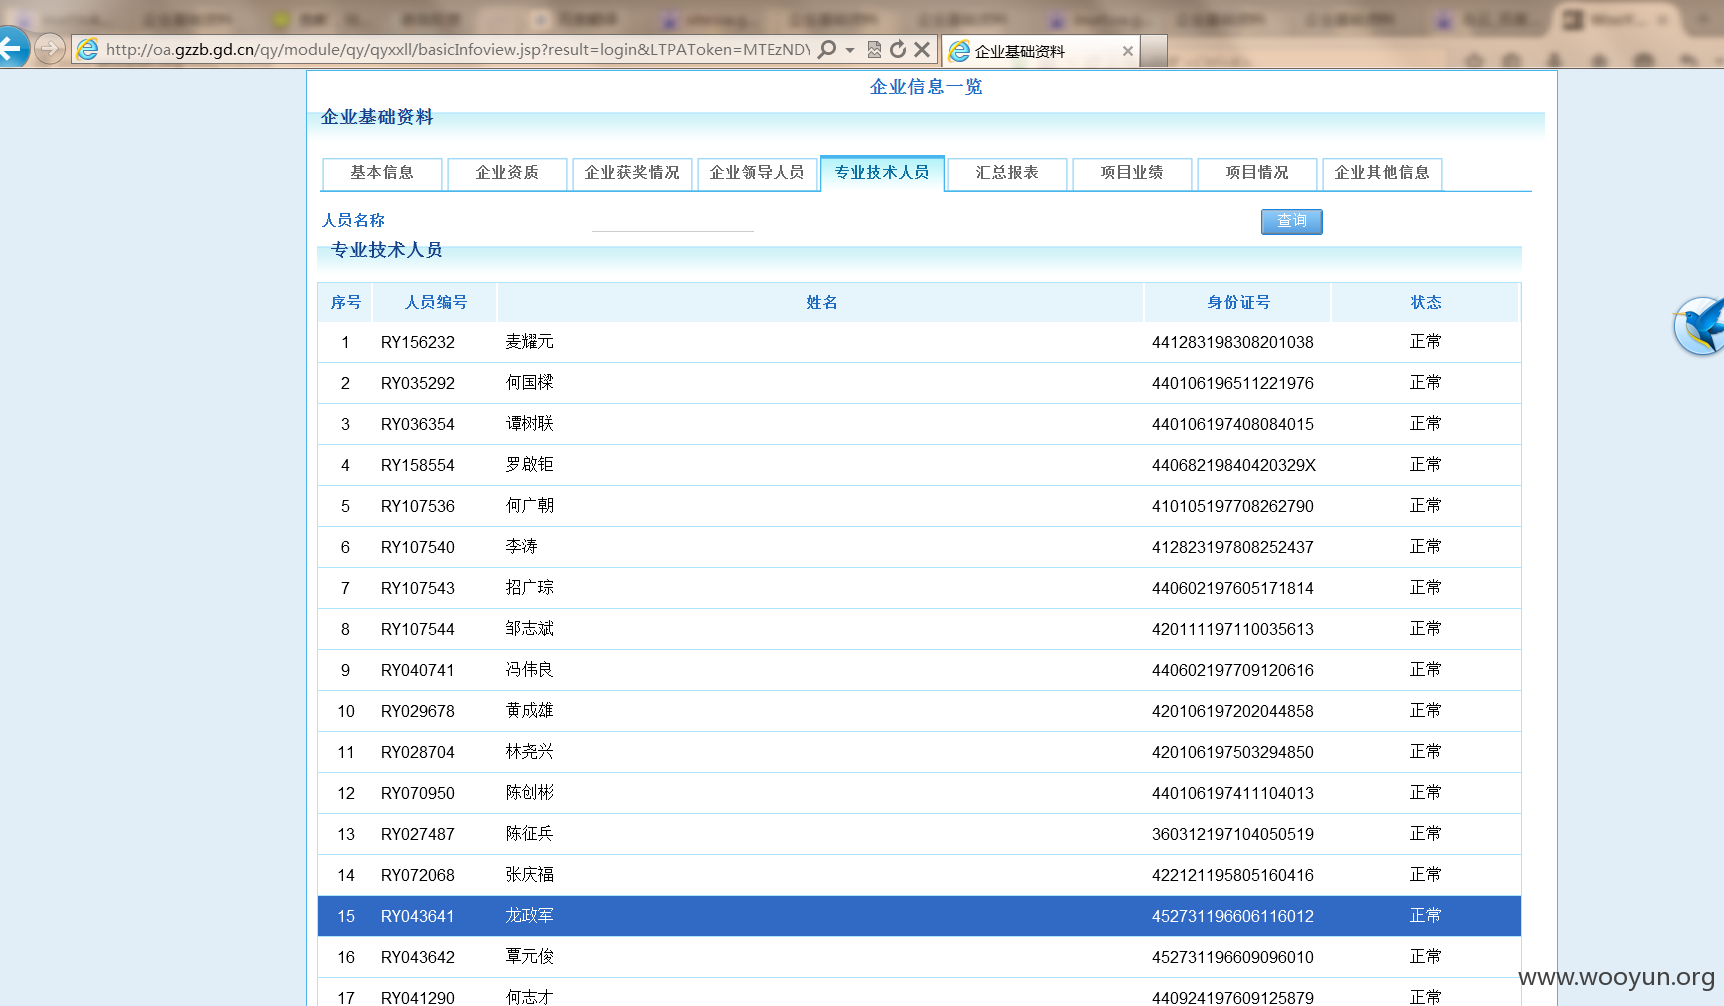 http://oa.gzzb.gd.cn/qy/module/qy/qyxxll/basicInfoview.jsp?result=login&LTPAToken=MTEzNDY
企业基础资料
企业信息一览
企业基础资料
基本信息 企业资质 企业获奖情况 企业领导人员 专业技术人员 汇总报表 项目业绩 项目情况 企业其他信息
人员名称 查询
专业技术人员
序号 人员编号 姓名 身份证号 状态
1 RY156232 麦耀元 441283198308201038 正常
2 RY035292 何国樑 440106196511221976 正常
3 RY036354 谭树联 440106197408084015 正常
4 RY158554 罗啟钜 44068219840420329X 正常
5 RY107536 何广朝 410105197708262790 正常
6 RY107540 李涛 412823197808252437 正常
7 RY107543 招广琮 440602197605171814 正常
8 RY107544 邹志斌 420111197110035613 正常
9 RY040741 冯伟良 440602197709120616 正常
10 RY029678 黄成雄 420106197202044858 正常
11 RY028704 林尧兴 420106197503294850 正常
12 RY070950 陈创彬 440106197411104013 正常
13 RY027487 陈征兵 360312197104050519 正常
14 RY072068 张庆福 422121195805160416 正常
15 RY043641 龙政军 452731196606116012 正常
16 RY043642 覃元俊 452731196609096010 正常
17 RY041290 何志才 440924197609125879 正常
www.wooyun.org